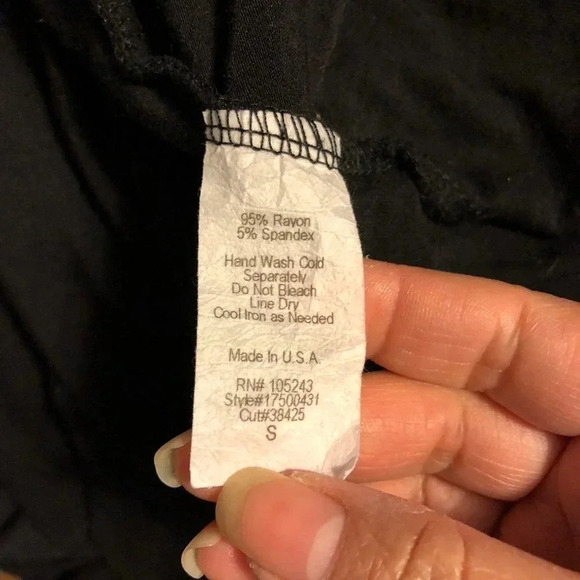 95% Rayon
5% Spandex
Hand Wash Cold
Separately
Do Not Bleach
Line Dry
Cool Iron as Needed
Made In U.S.A.
RN# 105243
Style#17500431
Cut#38425
S